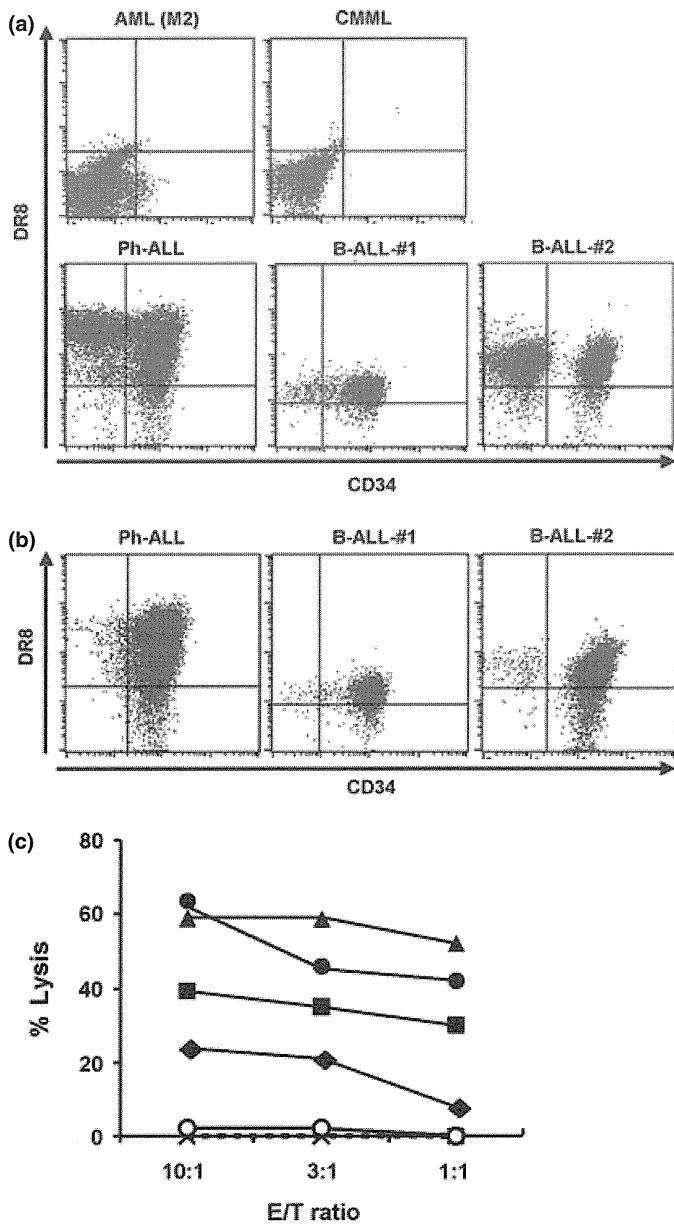 (a)
AML (M2) CMML
DR8
Ph-ALL B-ALL-#1 B-ALL-#2
CD34
(b)
Ph-ALL B-ALL-#1 B-ALL-#2
DR8
CD34
(c)
80
60
40
20
0
% Lysis
10:1 3:1 1:1
E/T ratio